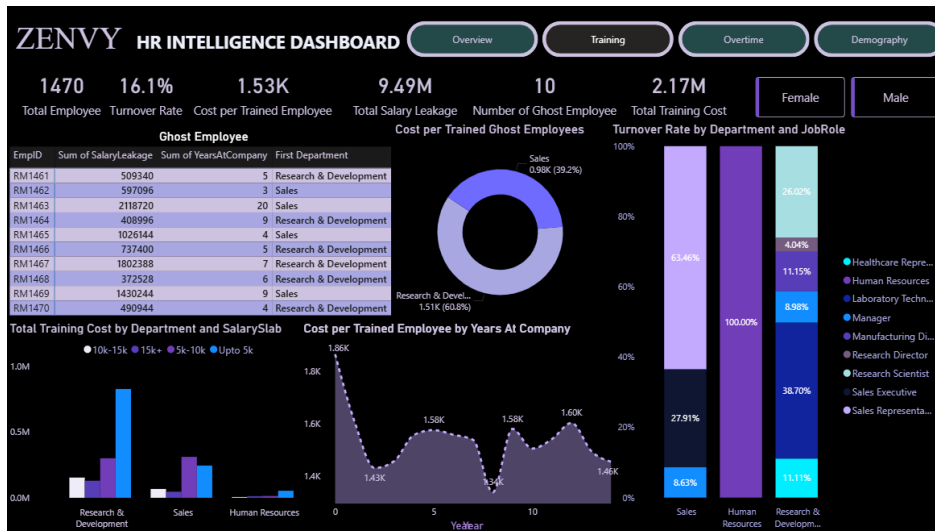 ZENVY HR INTELLIGENCE DASHBOARD
Overview
Training
Overtime
Demography
1470
Total Employee
16.1%
Turnover Rate
1.53K
Cost per Trained Employee
9.49M
Total Salary Leakage
10
Number of Ghost Employee
2.17M
Total Training Cost
Female
Male
Ghost Employee
EmpID Sum of SalaryLeakage Sum of YearsAtCompany First Department
RM1461 509340 5 Research & Development
RM1462 597096 3 Sales
RM1463 2118720 20 Sales
RM1464 408996 9 Research & Development
RM1465 1026144 4 Sales
RM1466 737400 5 Research & Development
RM1467 1802388 7 Research & Development
RM1468 372528 6 Research & Development
RM1469 1430244 9 Sales
RM1470 490944 4 Research & Development
Cost per Trained Ghost Employees
Sales
0.98K (39.2%)
Research & Devel...
1.51K (60.8%)
Turnover Rate by Department and JobRole
100%
80%
60%
40%
20%
0%
63.46%
27.91%
8.63%
100.00%
26.02%
4.04%
11.15%
8.98%
38.70%
11.11%
Sales
Human
Resources
Research &
Developm...
Healthcare Repre...
Human Resources
Laboratory Techn...
Manager
Manufacturing Di...
Research Director
Research Scientist
Sales Executive
Sales Representa...
Total Training Cost by Department and SalarySlab
10k-15k 15k+ 5k-10k Upto 5k
1.0M
0.5M
0.0M
Research &
Development
Sales
Human Resources
Cost per Trained Employee by Years At Company
1.8K
1.6K
1.4K
1.86K
1.43K
1.58K
1.34K
1.58K
1.60K
1.46K
0
5
10
Year